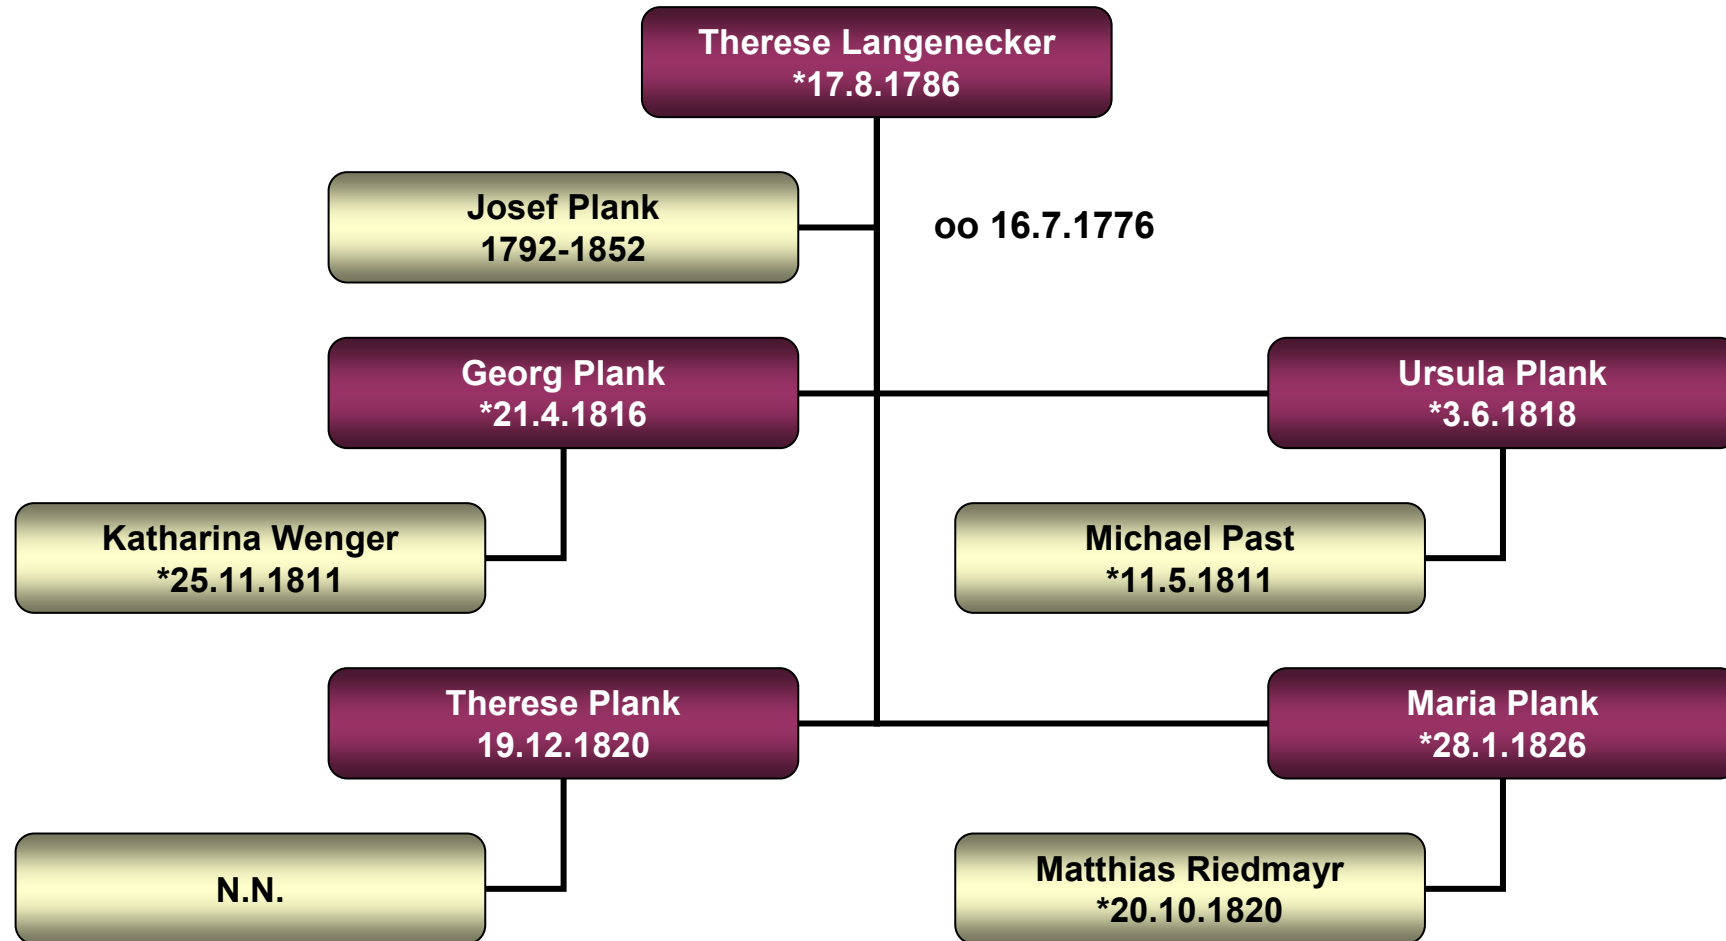 Therese Langenecker
*17.8.1786
Josef Plank
1792-1852
oo 16.7.1776
Georg Plank
*21.4.1816
Ursula Plank
*3.6.1818
Katharina Wenger
*25.11.1811
Michael Past
*11.5.1811
Therese Plank
19.12.1820
Maria Plank
*28.1.1826
N.N.
Matthias Riedmayr
*20.10.1820